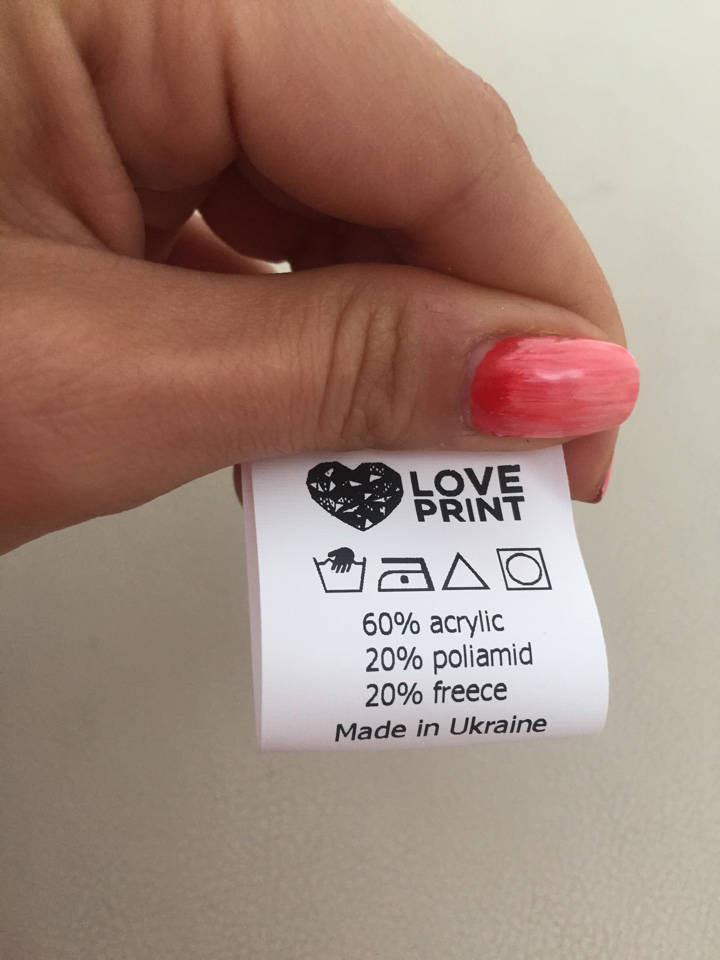 LOVE
PRINT
60% acrylic
20% poliamid
20% freece
Made in Ukraine